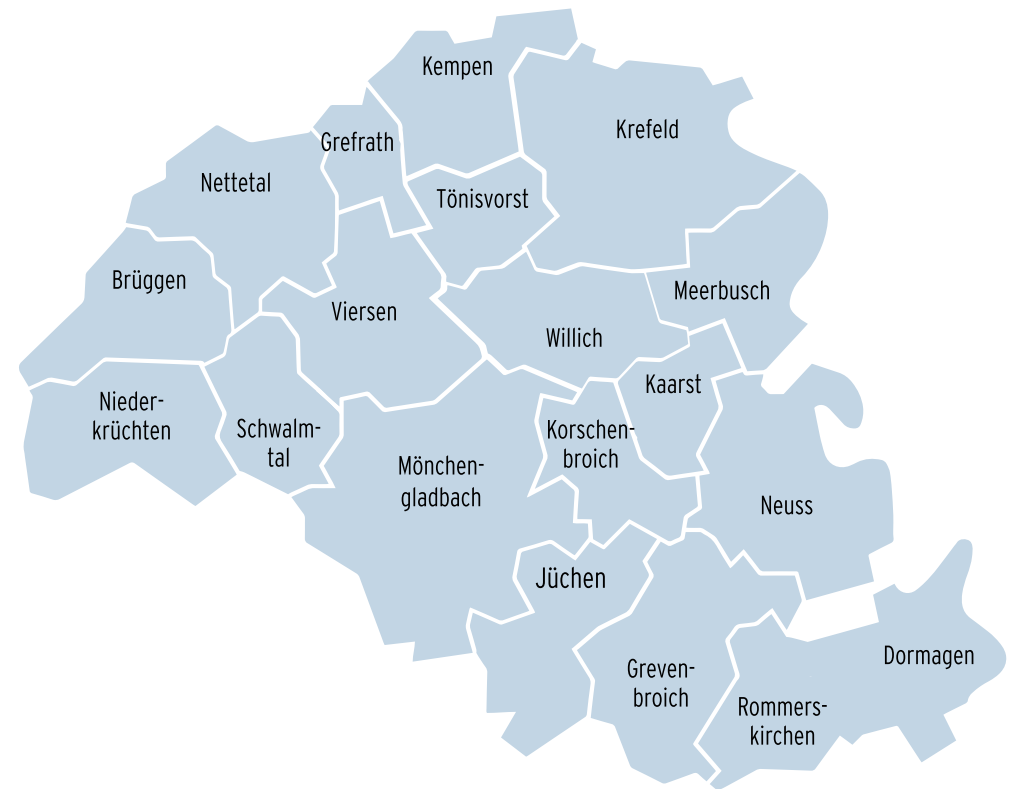 Kempen
Krefeld
Grefrath
Nettetal
Tönisvorst
Brüggen
Meerbusch
Viersen
Willich
Kaarst
Nieder-
krüchten
Schwalm-
tal
Korschen-
broich
Mönchen-
gladbach
Neuss
Jüchen
Dormagen
Greven-
broich
Rommers-
kirchen